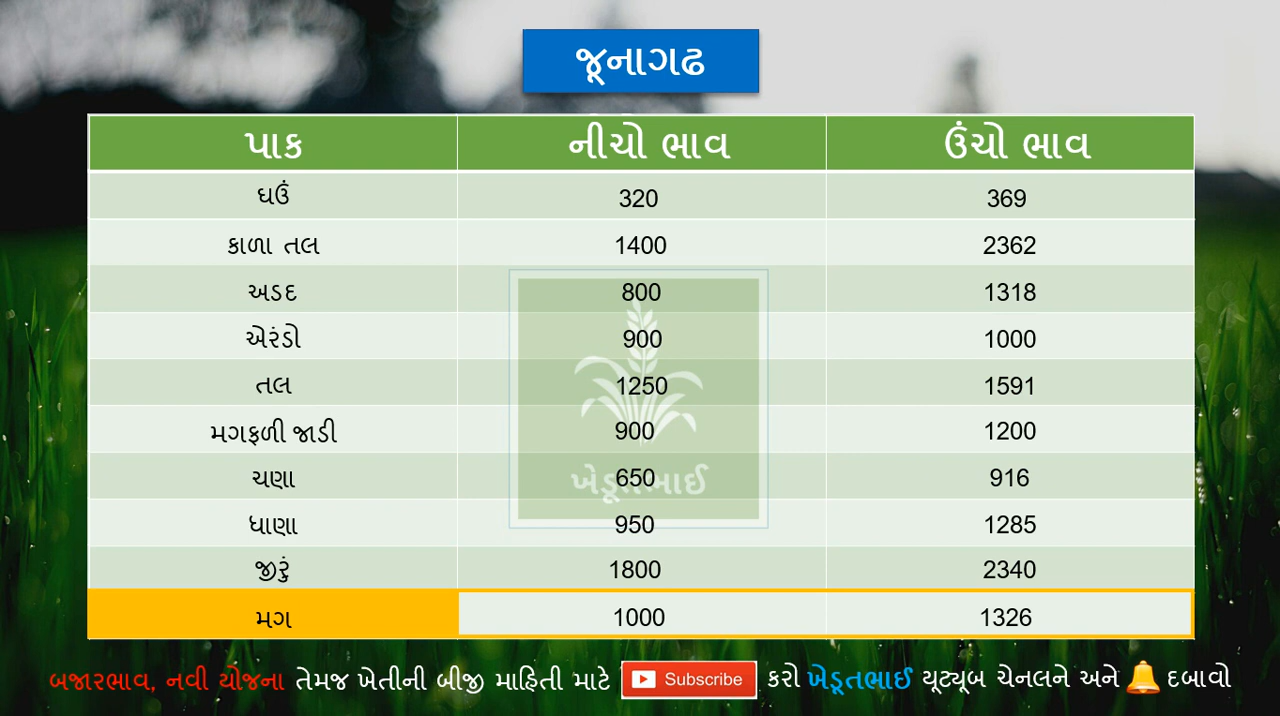 જૂનાગઢ
પાક નીચો ભાવ ઉંચો ભાવ
ઘઉં 320 369
કાળા તલ 1400 2362
અડદ 800 1318
એરંડો 900 1000
તલ 1250 1591
મગફળી જાડી 900 1200
ચણા 650 916
ધાણા 950 1285
જીરું 1800 2340
મગ 1000 1326
ખેડૂતભાઈ
બજારભાવ, નવી યોજના તેમજ ખેતીની બીજી માહિતી માટે Subscribe કરો ખેડૂતભાઈ યૂટ્યૂબ ચેનલને અને દબાવો